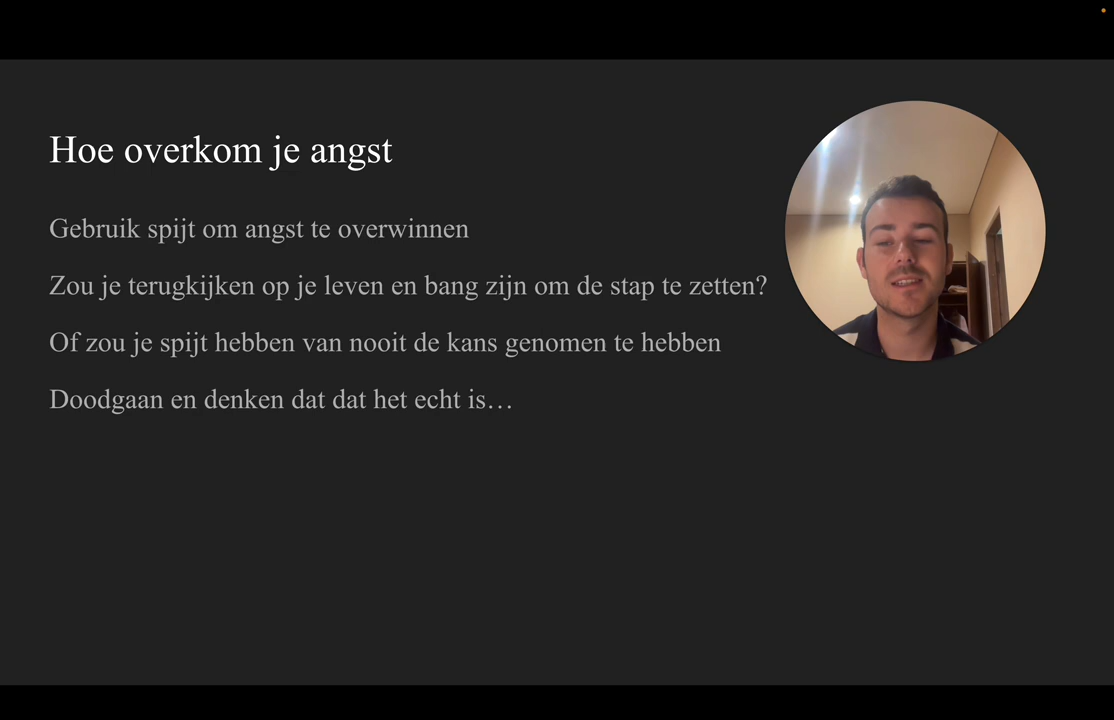 Hoe overkom je angst
Gebruik spijt om angst te overwinnen
Zou je terugkijken op je leven en bang zijn om de stap te zetten?
Of zou je spijt hebben van nooit de kans genomen te hebben
Doodgaan en denken dat dat het echt is…